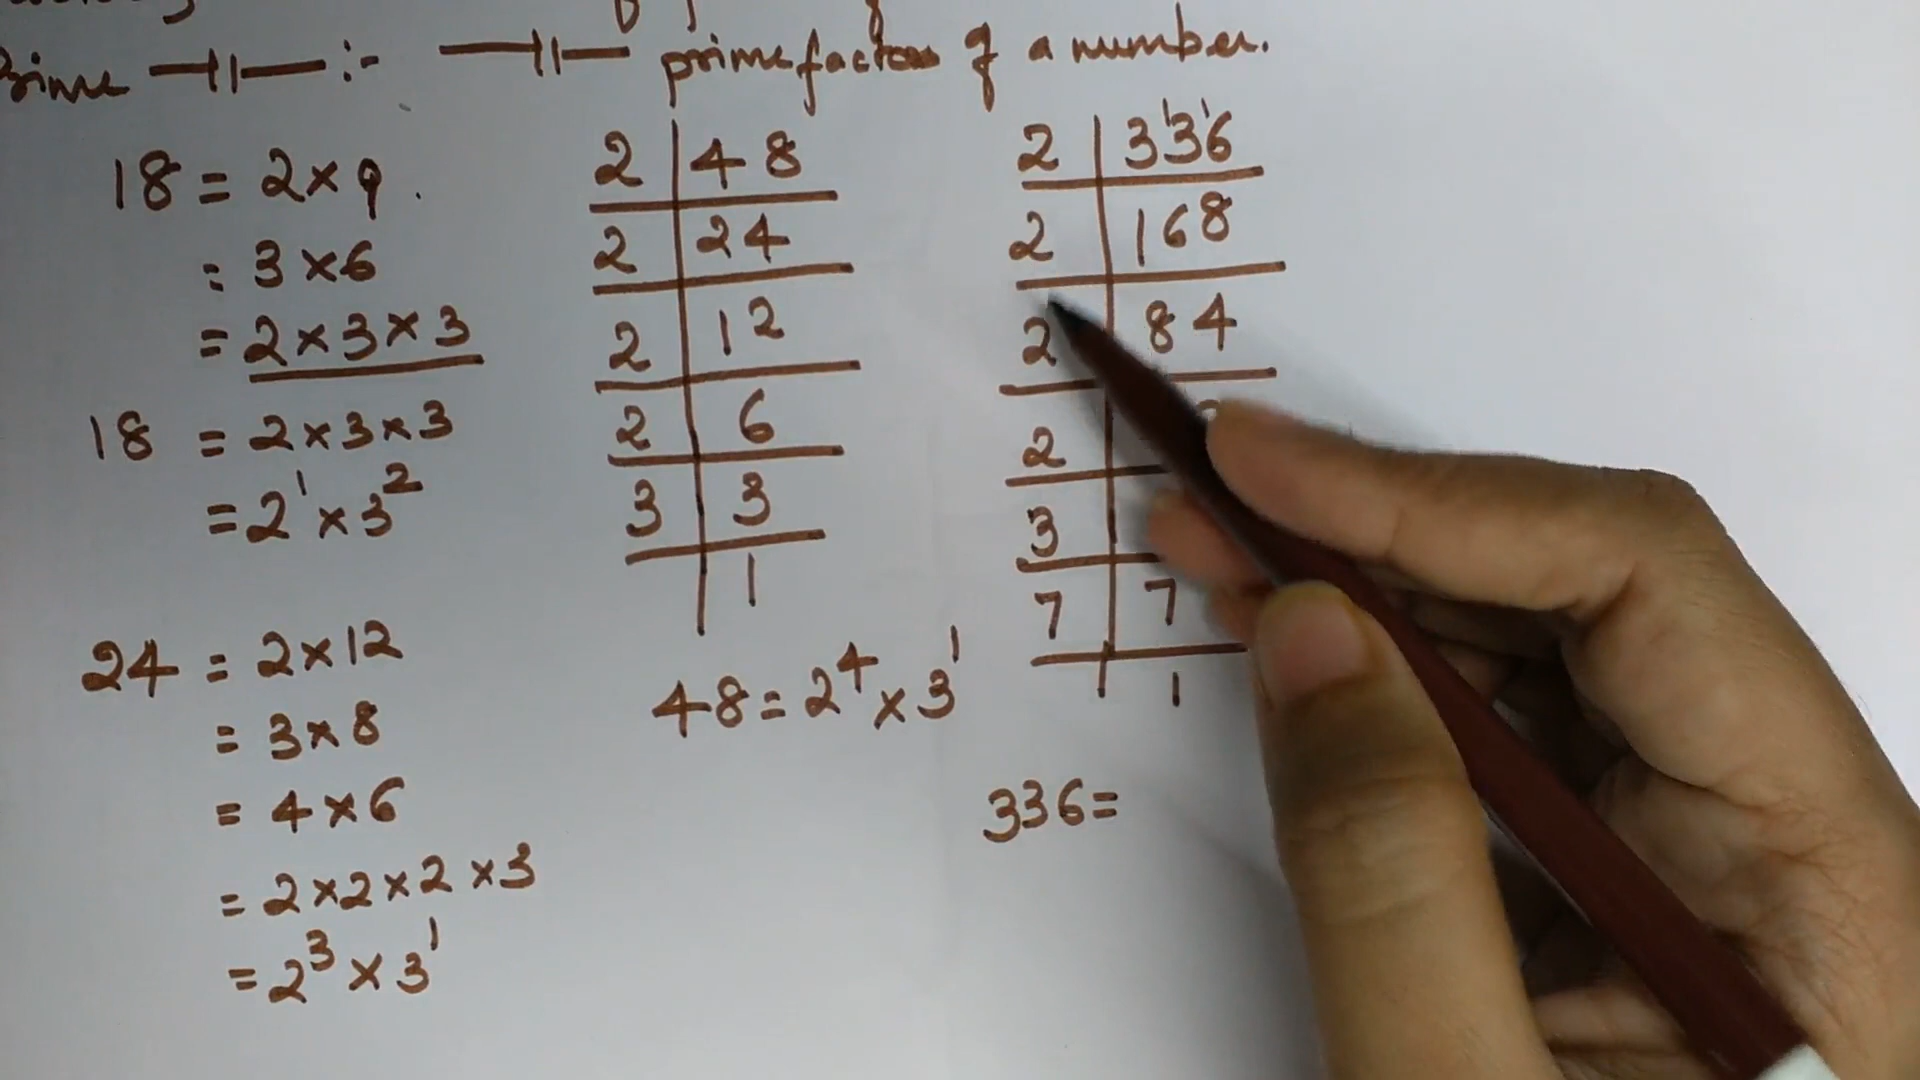 Prime —||— :- —||— prime factors of a number.
18 = 2×9.
= 3×6
= 2×3×3
18 = 2×3×3
= 2¹×3²
24 = 2×12
= 3×8
= 4×6
= 2×2×2×3
= 2³×3¹
2 | 48
2 | 24
2 | 12
2 | 6
3 | 3
| 1
48 = 2⁴×3¹
2 | 3¹3¹6
2 | 168
2 | 84
2 |
3 |
7 | 7
| 1
336=